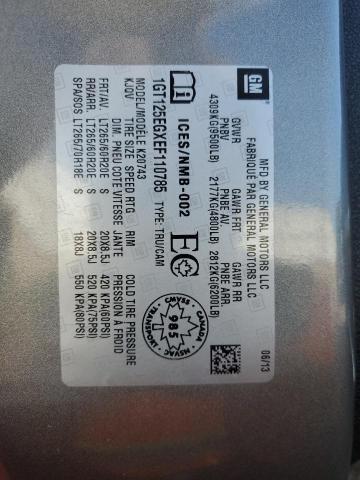 GM
MFD BY GENERAL MOTORS LLC
FABRIQUÉ PAR GENERAL MOTORS LLC
06/13
GVWR GAWR FRT GAWR RR
PNBV PNBE AV PNBE ARR
4309KG(9500LB) 2177KG(4800LB) 2812KG(6200LB)
ICES/NMB-002
EC
CANADA
CMVSS
985
NSVAC
TRANSPORT
1GT125EGXEF110785 TYPE: TRU/CAM
MODEL/MODÈLE K20743
KJDV TIRE SIZE SPEED RTG RIM COLD TIRE PRESSURE
DIM. PNEU COTE VITESSE JANTE PRESSION À FROID
FRT/AV. LT265/60R20E S 20X8.5J 420 KPA(60PSI)
RR/ARR. LT265/60R20E S 20X8.5J 520 KPA(75PSI)
SPA/SOS LT265/70R18E S 18X8J 550 KPA(80PSI)